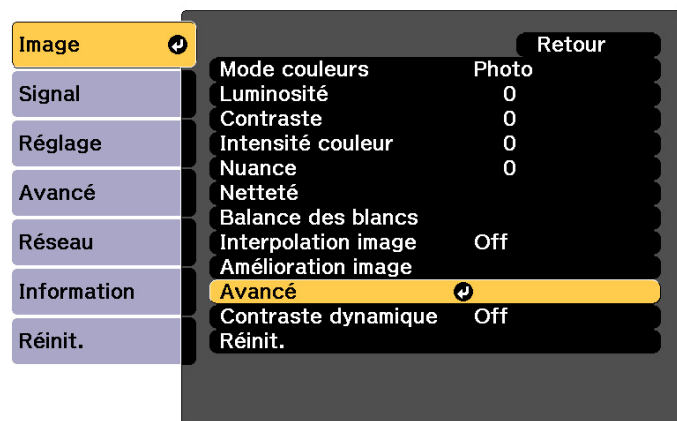 Image
Signal
Réglage
Avancé
Réseau
Information
Réinit.
Retour
Mode couleurs Photo
Luminosité 0
Contraste 0
Intensité couleur 0
Nuance 0
Netteté
Balance des blancs
Interpolation image Off
Amélioration image
Avancé
Contraste dynamique Off
Réinit.